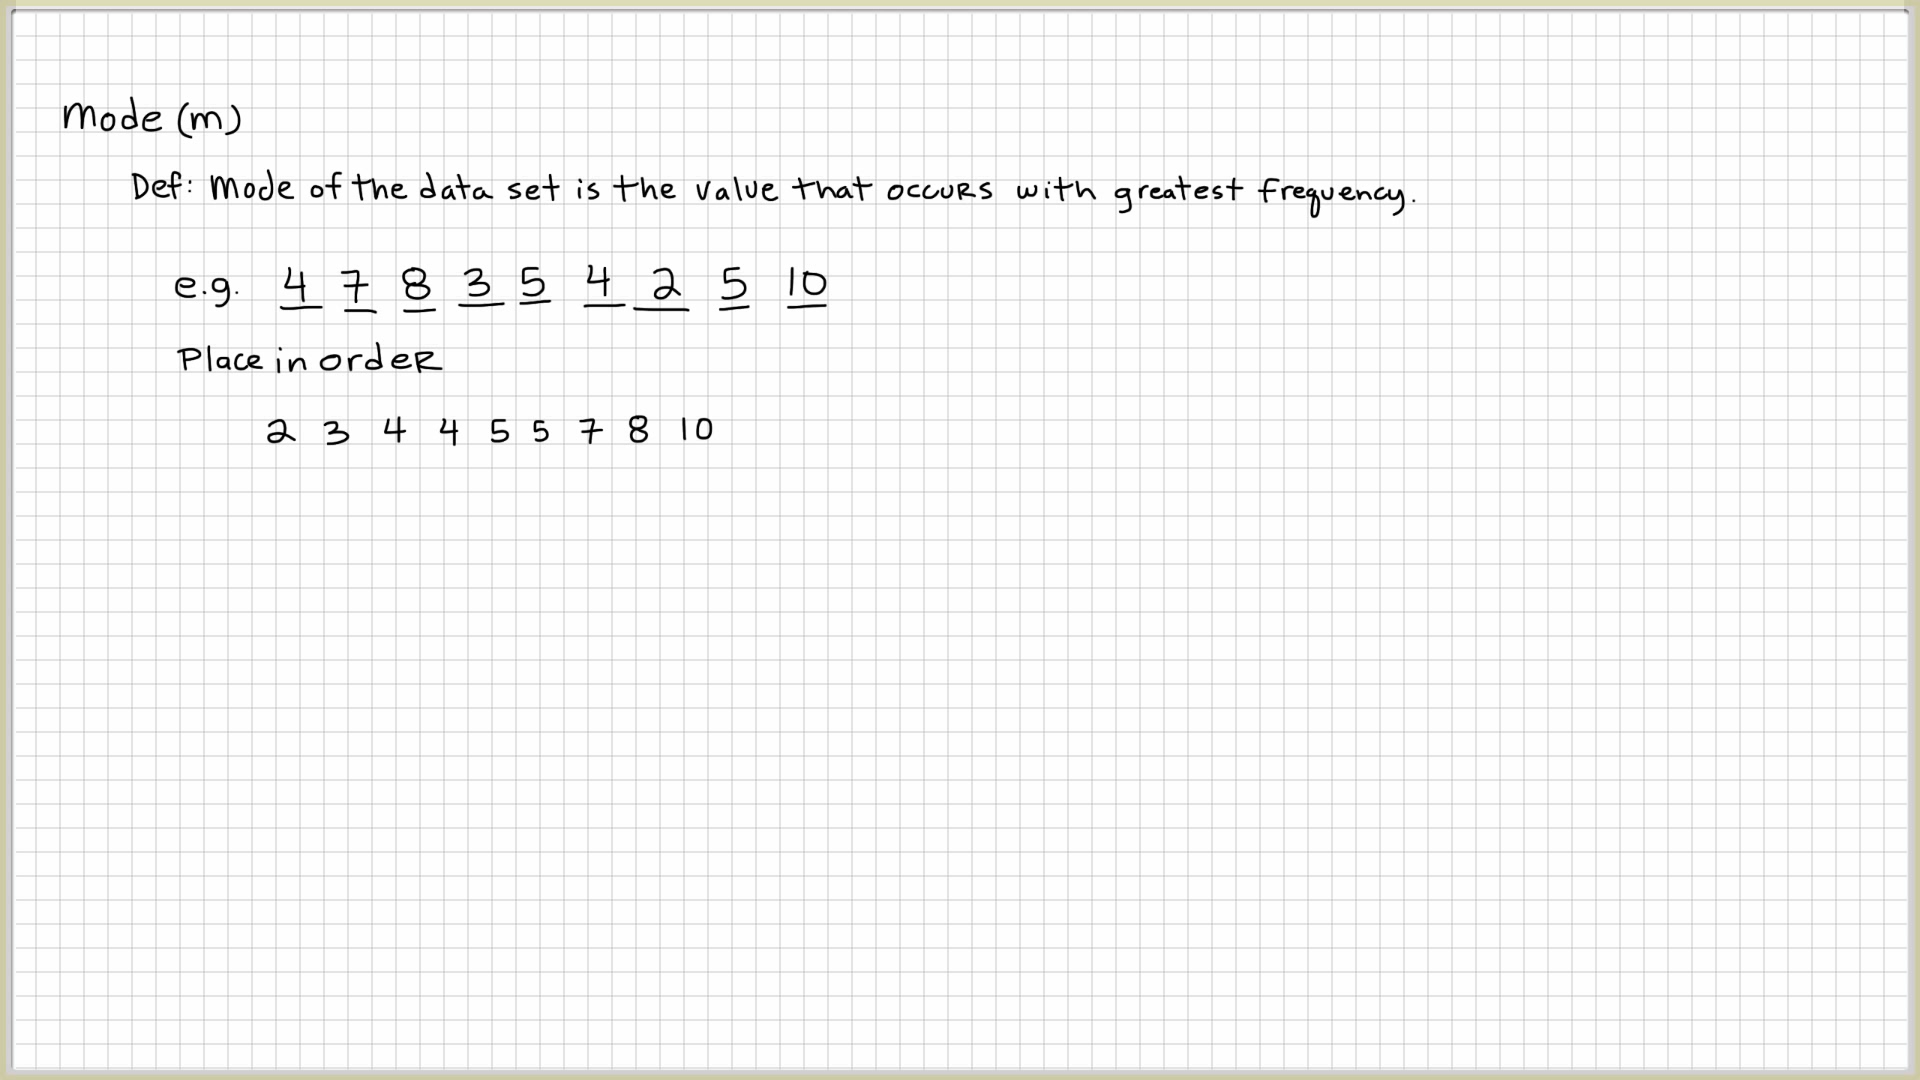 Mode (m)
Def: Mode of the data set is the value that occurs with greatest frequency.
e.g. 4 7 8 3 5 4 2 5 10
Place in order
2 3 4 4 5 5 7 8 10